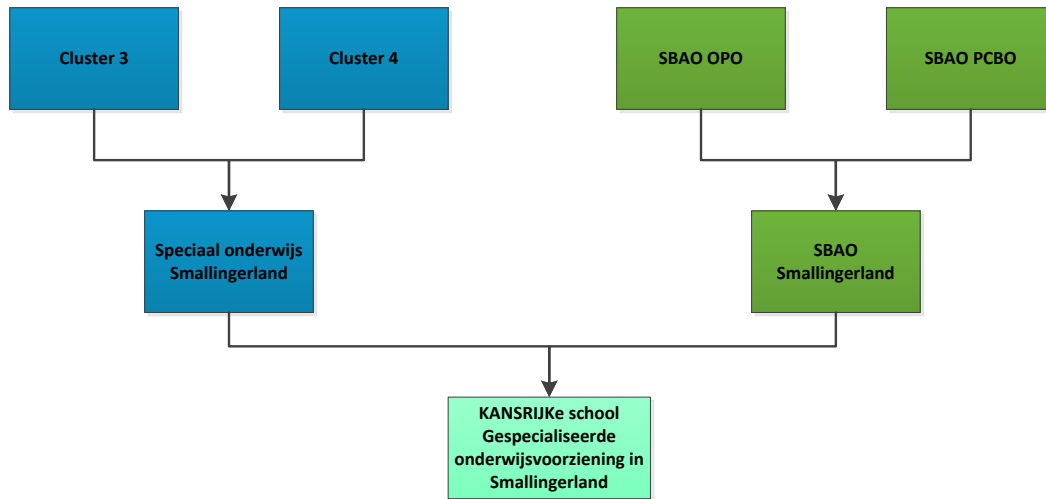 Cluster 3
Cluster 4
SBAO OPO
SBAO PCBO
Speciaal onderwijs
Smallingerland
SBAO
Smallingerland
KANSRIJKe school
Gespecialiseerde
onderwijsvoorziening in
Smallingerland